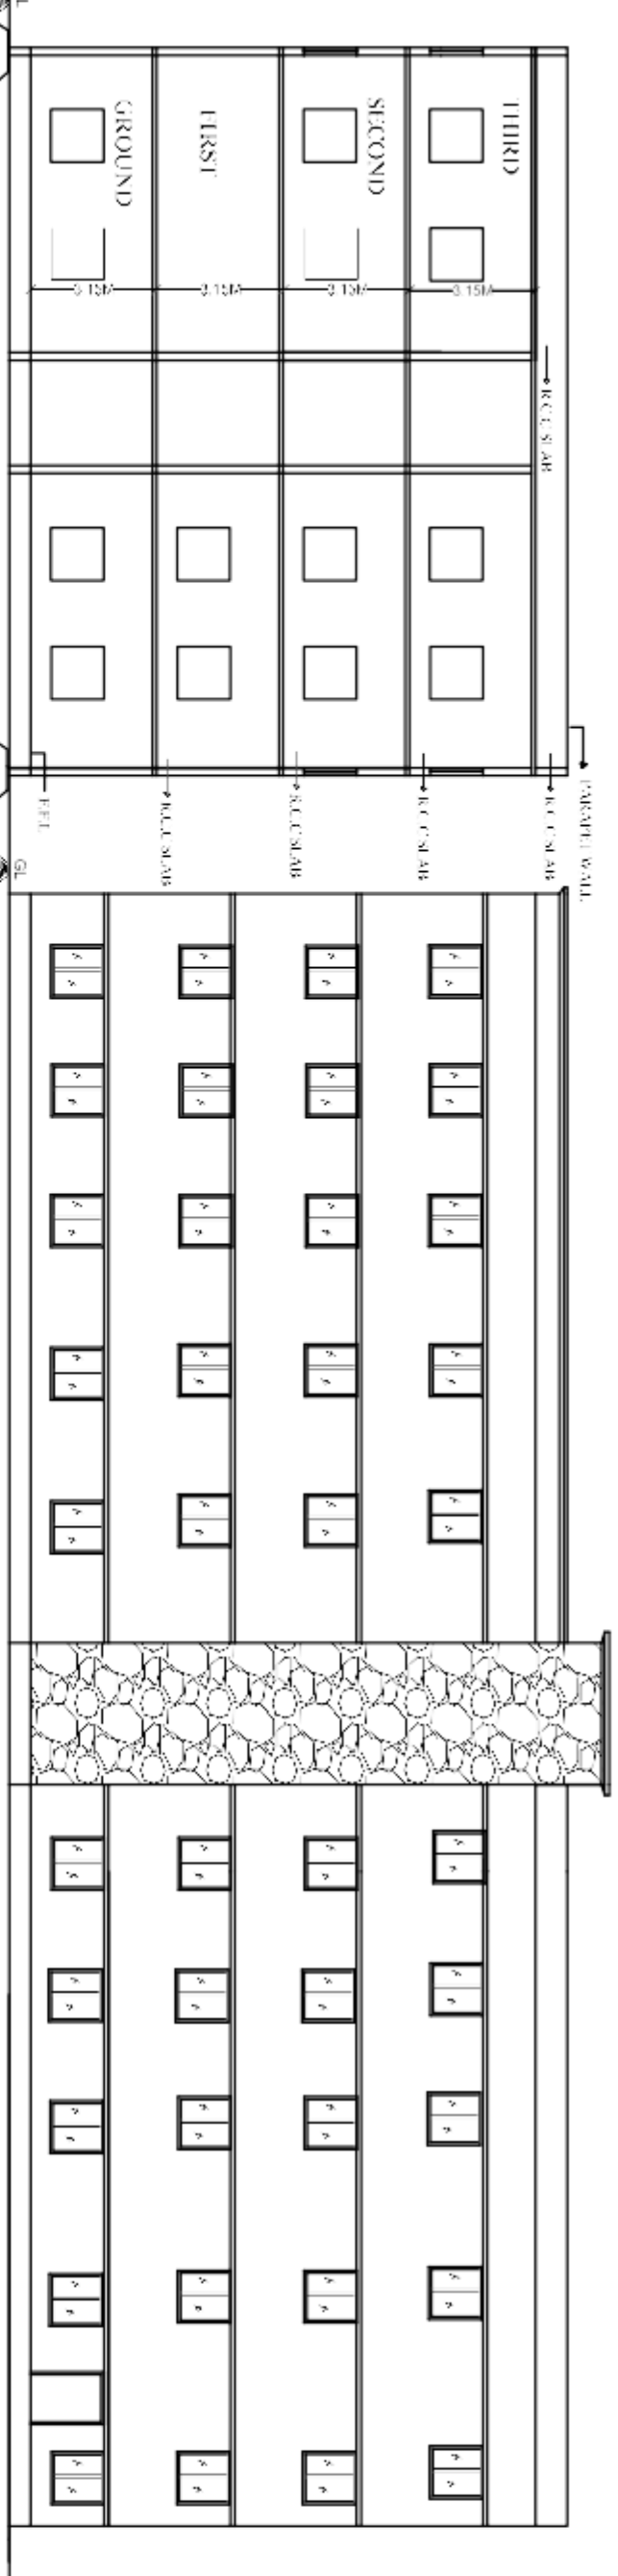 THIRD
SECOND
FIRST
GROUND
3.15M
3.15M
3.15M
3.15M
R.C.C SLAB
PARAPET WALL
R.C.C SLAB
R.C.C SLAB
R.C.C SLAB
R.C.C SLAB
F.F.L
GL